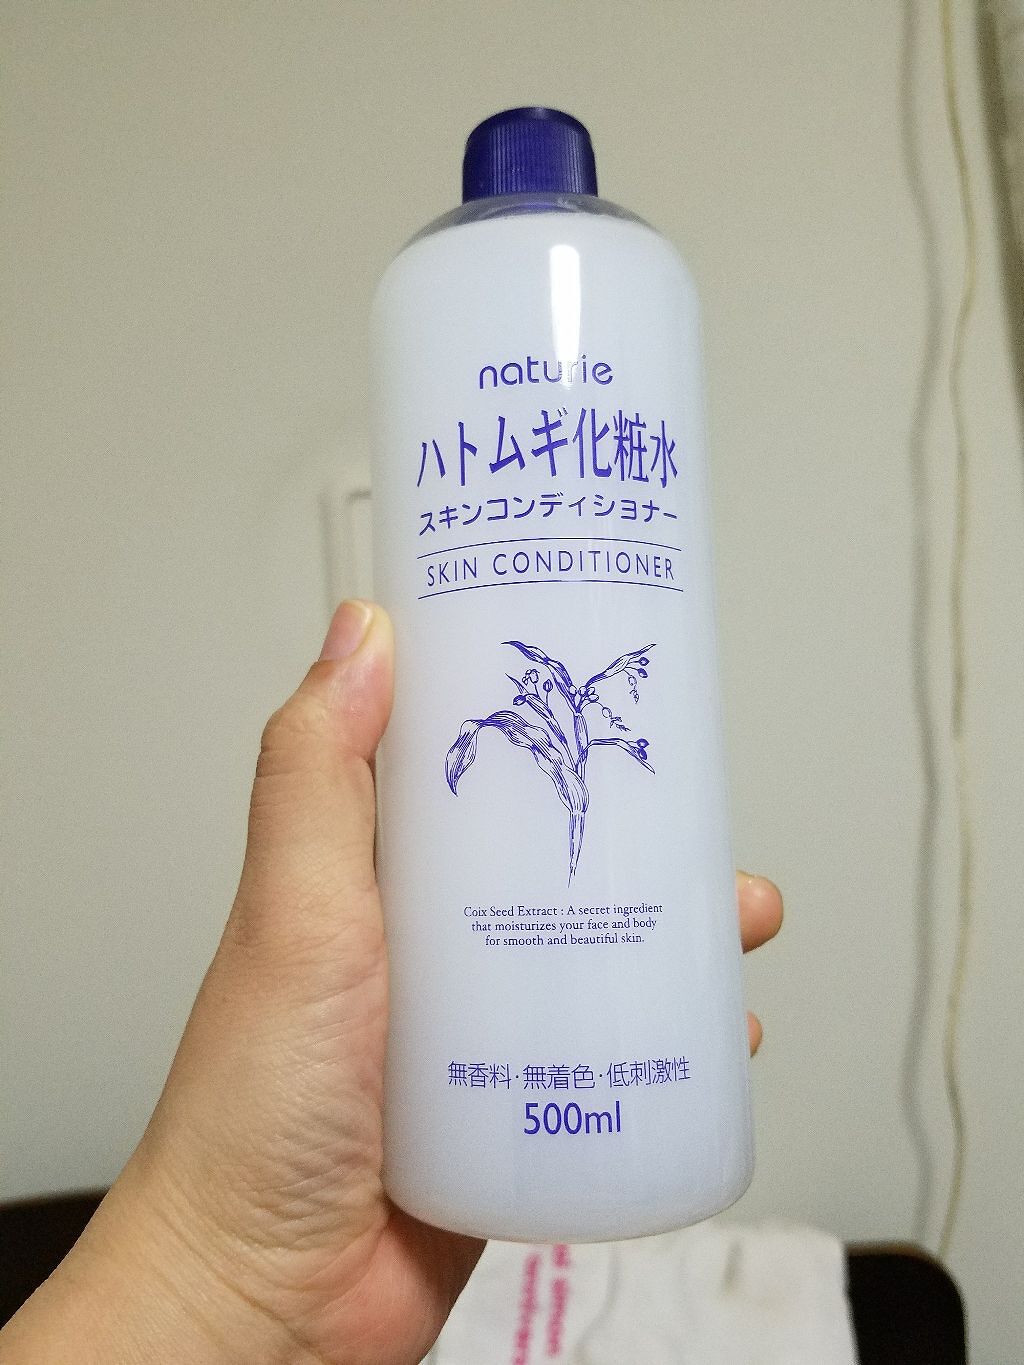 naturie
ハトムギ化粧水
スキンコンディショナー
SKIN CONDITIONER
Coix Seed Extract : A secret ingredient
that moisturizes your face and body
for smooth and beautiful skin.
無香料・無着色・低刺激性
500ml